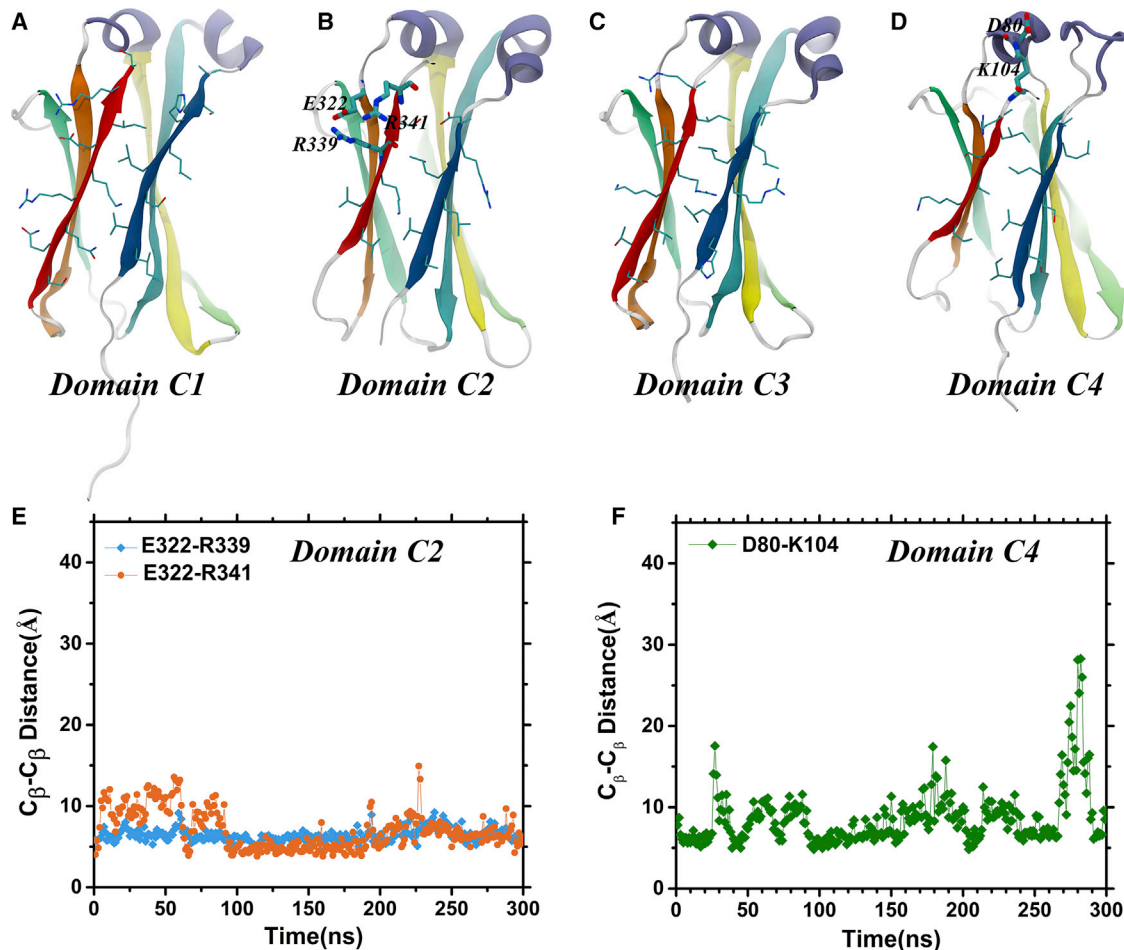 A
B
C
D
D80
K104
E322
R341
R339
Domain C1
Domain C2
Domain C3
Domain C4
E
E322-R339
E322-R341
Domain C2
Cβ-Cβ Distance(Å)
40
30
20
10
0
0 50 100 150 200 250 300
Time(ns)
F
D80-K104
Domain C4
Cβ-Cβ Distance(Å)
40
30
20
10
0
0 50 100 150 200 250 300
Time(ns)